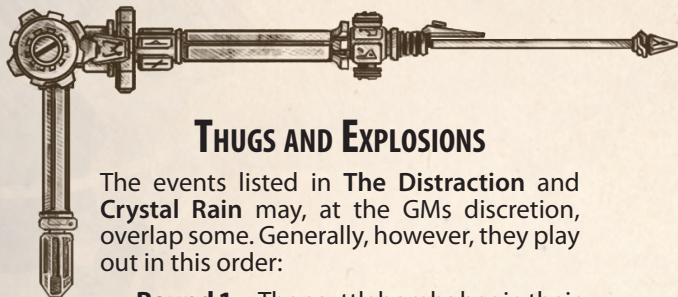 THUGS AND EXPLOSIONS
The events listed in The Distraction and
Crystal Rain may, at the GMs discretion,
overlap some. Generally, however, they play
out in this order: